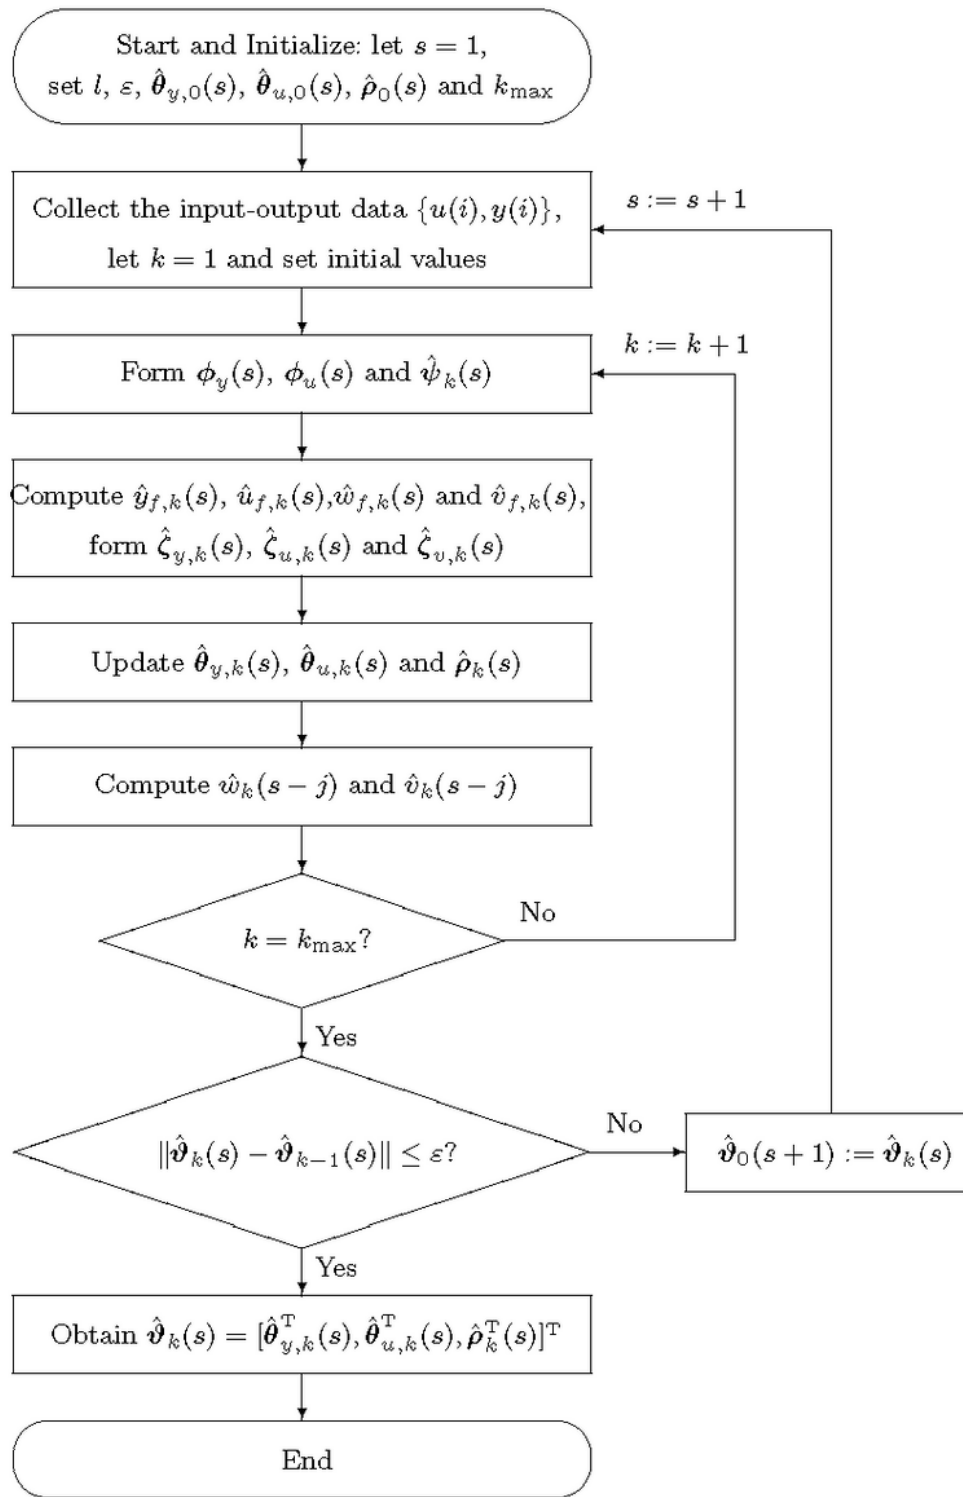 Start and Initialize: let s = 1,
set l, ε, θ̂_{y,0}(s), θ̂_{u,0}(s), ρ̂_0(s) and k_max
Collect the input-output data {u(i), y(i)},
let k = 1 and set initial values
s := s + 1
Form ϕ_y(s), ϕ_u(s) and ψ̂_k(s)
k := k + 1
Compute ŷ_{f,k}(s), û_{f,k}(s),ŵ_{f,k}(s) and v̂_{f,k}(s),
form ζ̂_{y,k}(s), ζ̂_{u,k}(s) and ζ̂_{v,k}(s)
Update θ̂_{y,k}(s), θ̂_{u,k}(s) and ρ̂_k(s)
Compute ŵ_k(s − j) and v̂_k(s − j)
k = k_max?
No
Yes
‖ϑ̂_k(s) − ϑ̂_{k−1}(s)‖ ≤ ε?
No
ϑ̂_0(s + 1) := ϑ̂_k(s)
Yes
Obtain ϑ̂_k(s) = [θ̂^T_{y,k}(s), θ̂^T_{u,k}(s), ρ̂^T_k(s)]^T
End